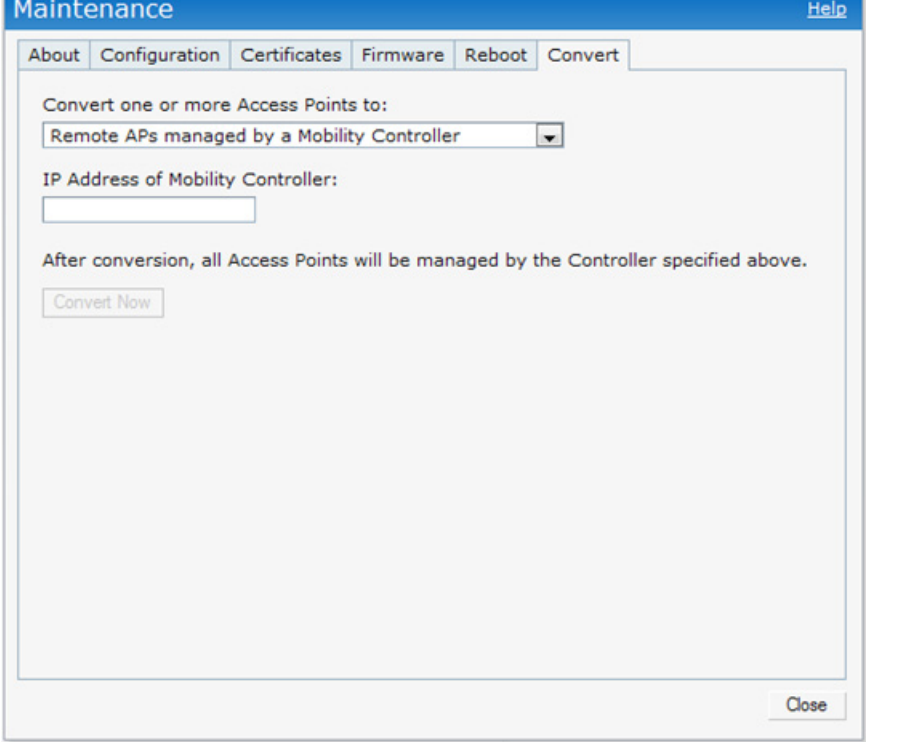 Maintenance Help
About Configuration Certificates Firmware Reboot Convert
Convert one or more Access Points to:
Remote APs managed by a Mobility Controller
IP Address of Mobility Controller:
After conversion, all Access Points will be managed by the Controller specified above.
Convert Now
Close